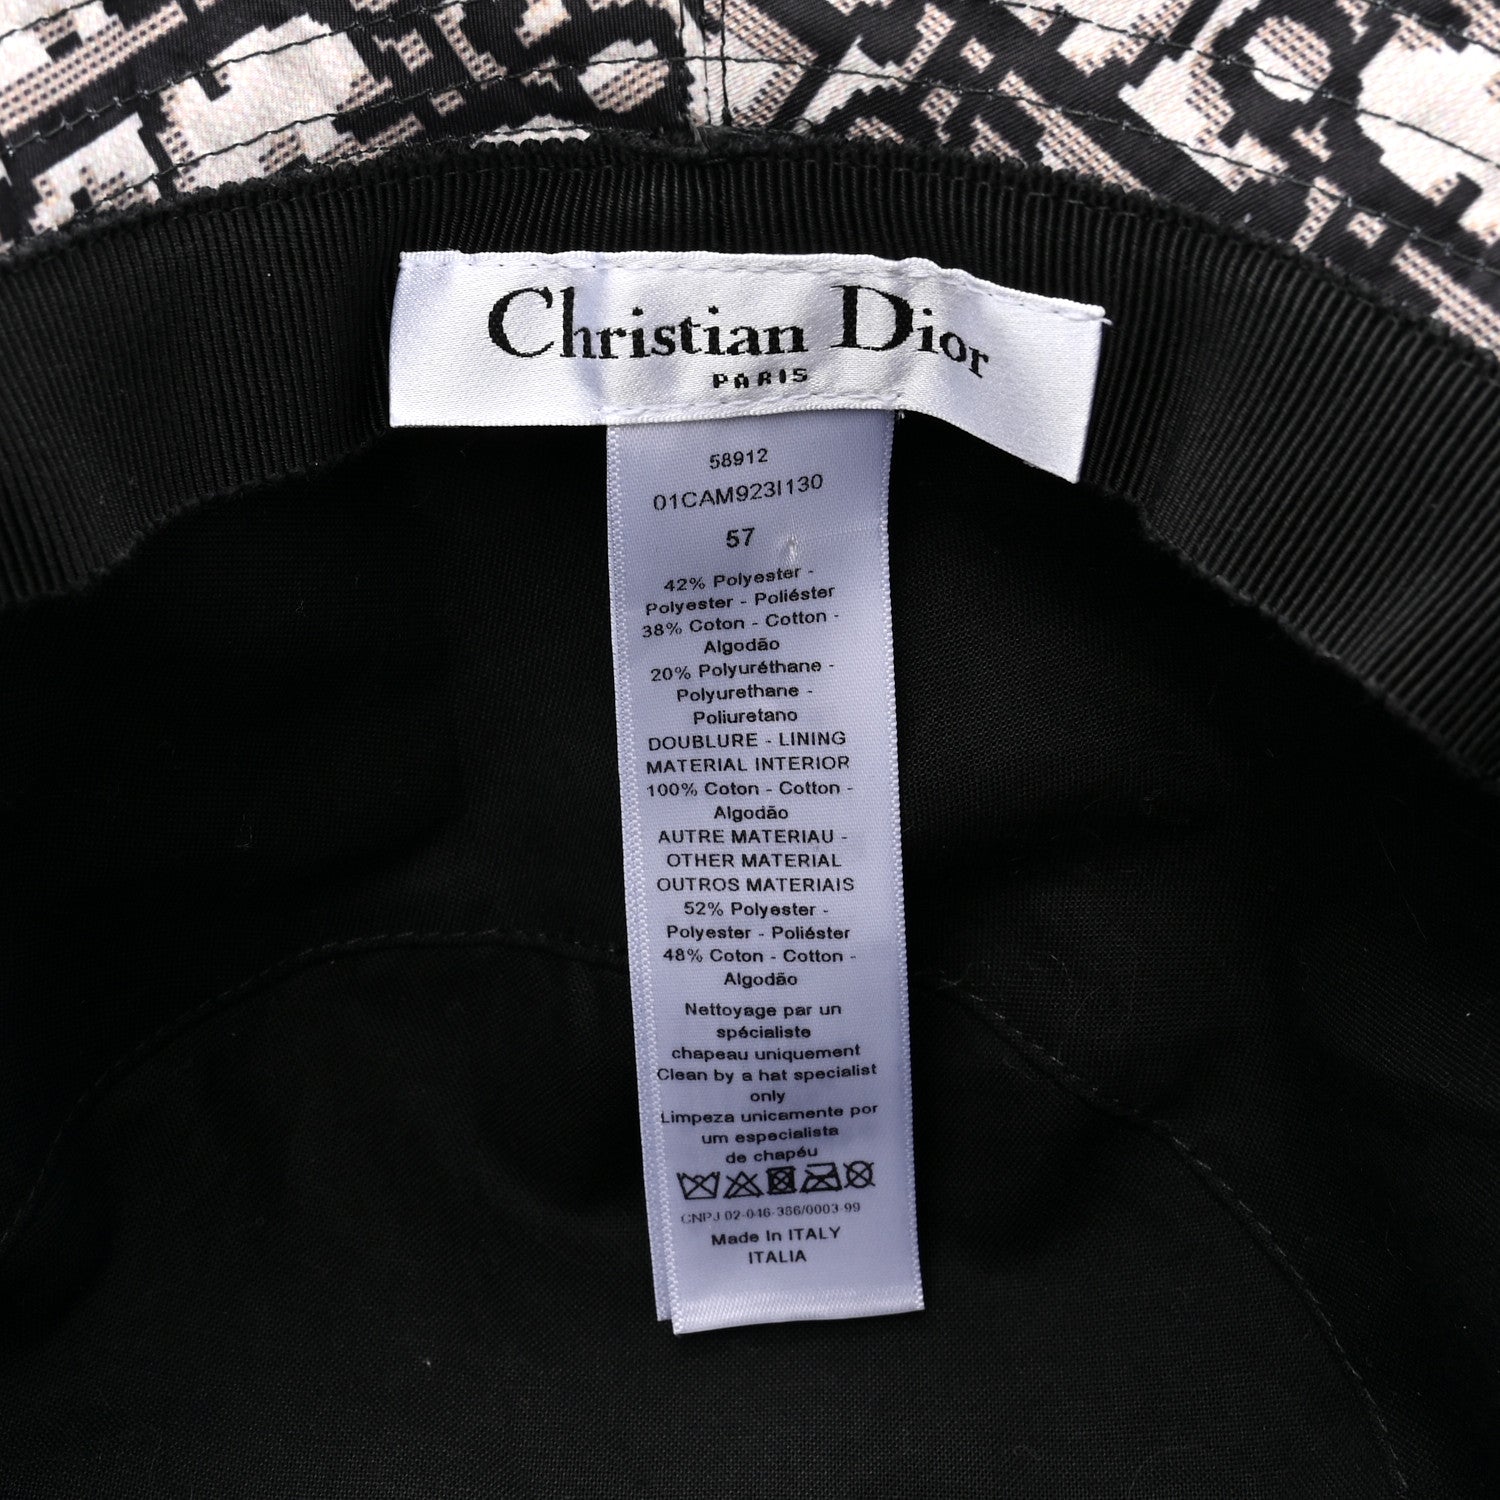 Christian Dior
PARIS
58912
01CAM923I130
57
42% Polyester -
Polyester - Poliéster
38% Coton - Cotton -
Algodão
20% Polyuréthane -
Polyurethane -
Poliuretano
DOUBLURE - LINING
MATERIAL INTERIOR
100% Coton - Cotton -
Algodão
AUTRE MATERIAU -
OTHER MATERIAL
OUTROS MATERIAIS
52% Polyester -
Polyester - Poliéster
48% Coton - Cotton -
Algodão
Nettoyage par un
spécialiste
chapeau uniquement
Clean by a hat specialist
only
Limpeza unicamente por
um especialista
de chapéu
CNPJ 02-046-386/0003-99
Made In ITALY
ITALIA